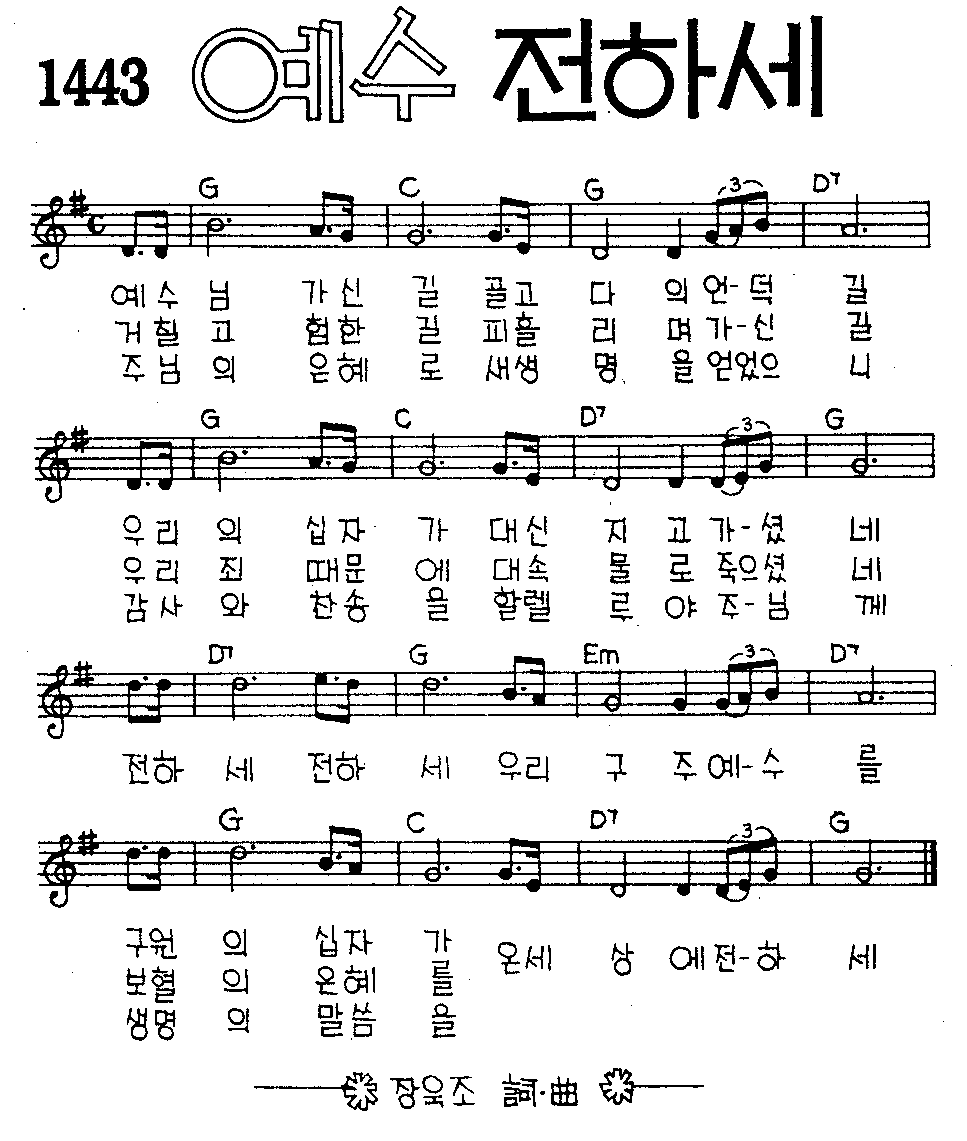 1443 예수 전하세
G C G 3 D7
예수님 가신 길 골고다의 언-덕 길
거칠고 험한 길 피흘리며 가-신 길
주님의 은혜로 새생명을 얻었으니
G C D7 3 G
우리의 십자가 대신 지고 가-셨네
우리 죄 때문에 대속물로 죽으셨네
감사와 찬송을 할렐루야 주-님께
D7 G Em 3 D7
전하세 전하세 우리 구주 예-수를
G C D7 3 G
구원의 십자가 온세상에 전-하세
보혈의 은혜를
생명의 말씀을
장욱조 詞·曲